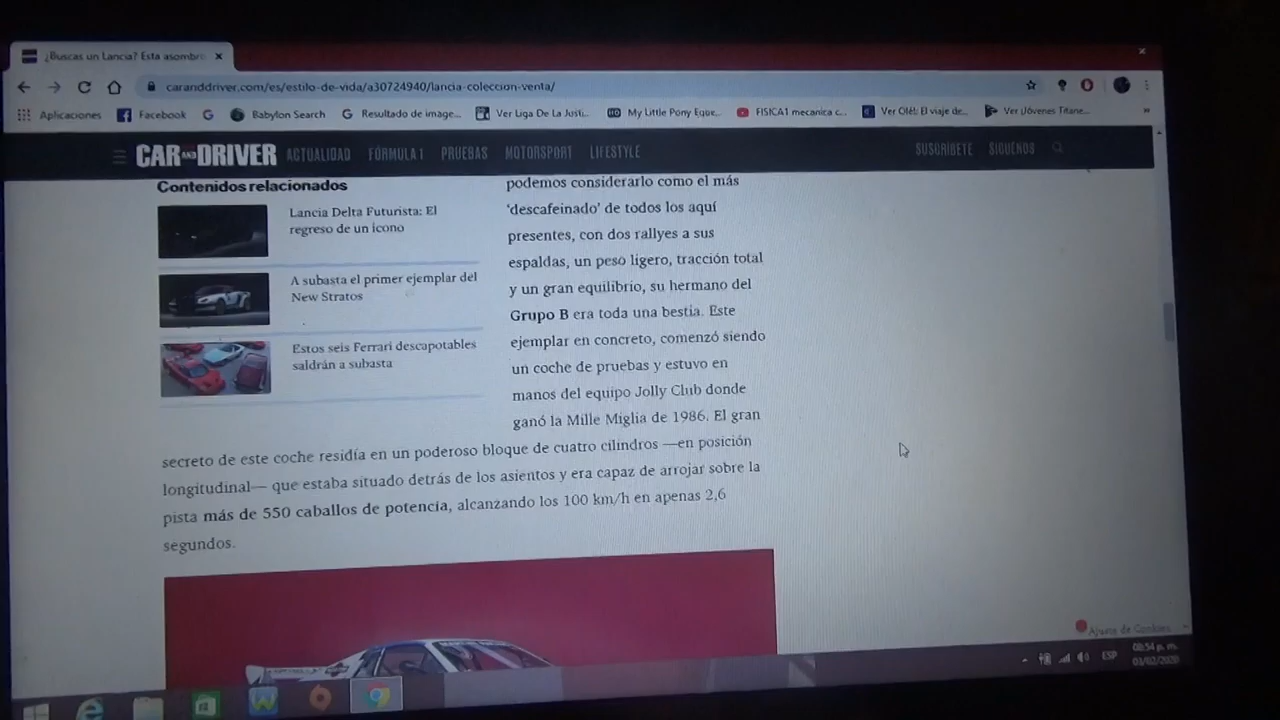 ¿Buscas un Lancia? Esta asombro
caranddriver.com/es/estilo-de-vida/a30724940/lancia-coleccion-venta/
Aplicaciones Facebook Babylon Search Resultado de image... Ver Liga De La Justi... My Little Pony Eque... FISICA1 mecanica c... Ver Olé!: El viaje de... Ver Jóvenes Titane...
CAR AND DRIVER ACTUALIDAD FÓRMULA 1 PRUEBAS MOTORSPORT LIFESTYLE SUSCRÍBETE SÍGUENOS
Contenidos relacionados
Lancia Delta Futurista: El
regreso de un icono
A subasta el primer ejemplar del
New Stratos
Estos seis Ferrari descapotables
saldrán a subasta
podemos considerarlo como el más
‘descafeinado’ de todos los aquí
presentes, con dos rallyes a sus
espaldas, un peso ligero, tracción total
y un gran equilibrio, su hermano del
Grupo B era toda una bestia. Este
ejemplar en concreto, comenzó siendo
un coche de pruebas y estuvo en
manos del equipo Jolly Club donde
ganó la Mille Miglia de 1986. El gran
secreto de este coche residía en un poderoso bloque de cuatro cilindros —en posición
longitudinal— que estaba situado detrás de los asientos y era capaz de arrojar sobre la
pista más de 550 caballos de potencia, alcanzando los 100 km/h en apenas 2,6
segundos.
Ajuste de Cookies
ESP
08:54 p. m.
03/02/2020